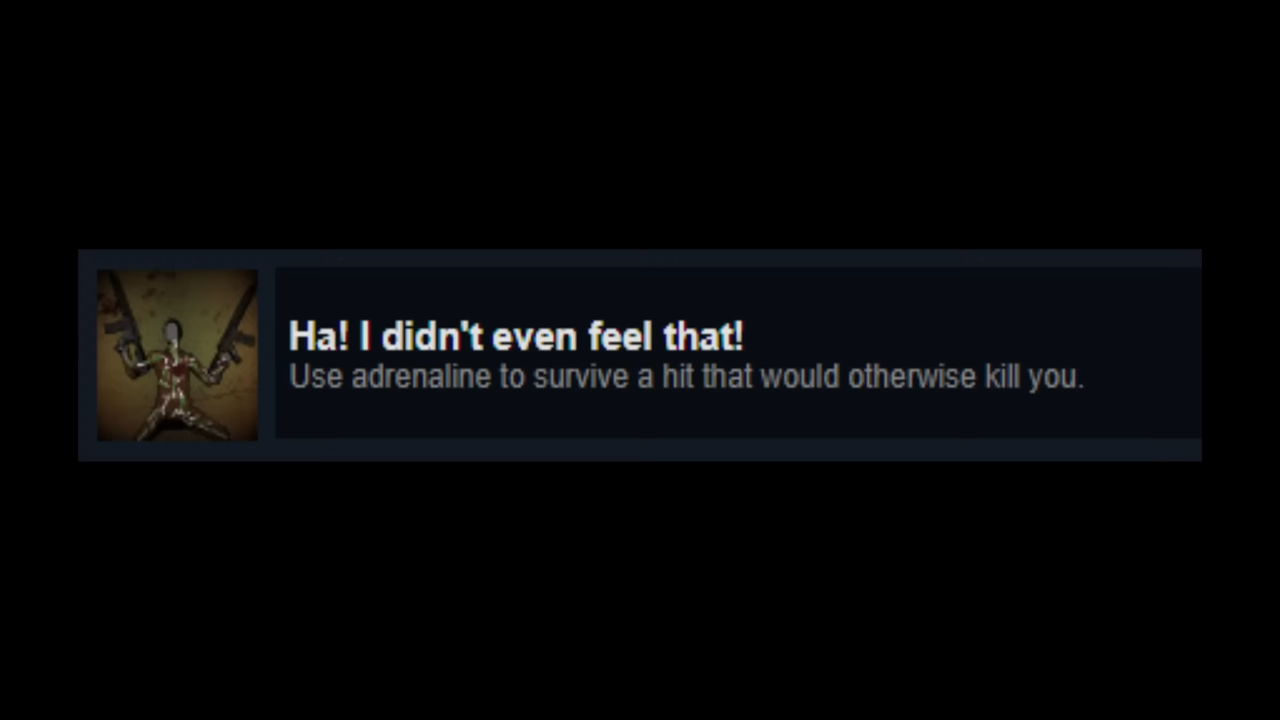 Ha! I didn't even feel that!
Use adrenaline to survive a hit that would otherwise kill you.